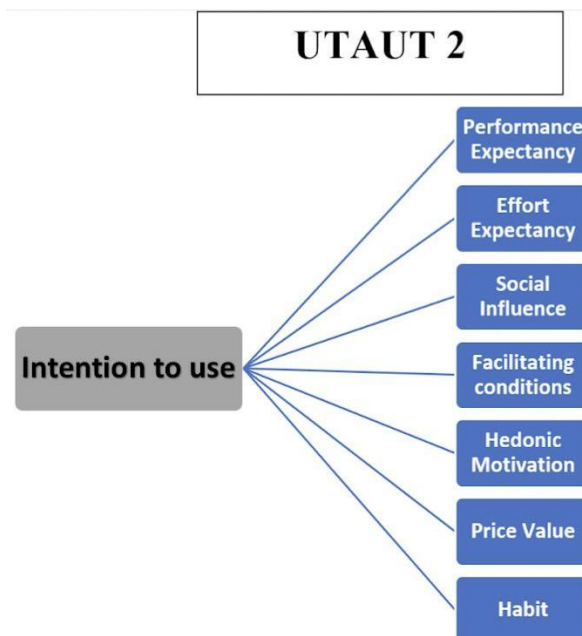 UTAUT 2
Performance
Expectancy
Effort
Expectancy
Social
Influence
Intention to use
Facilitating
conditions
Hedonic
Motivation
Price Value
Habit